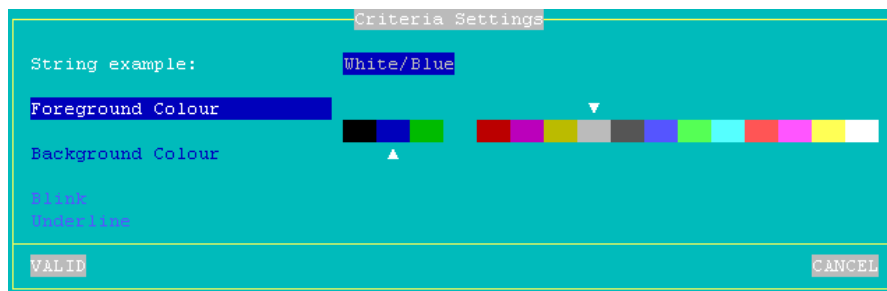 Criteria Settings
String example: White/Blue
Foreground Colour
Background Colour
Blink
Underline
VALID CANCEL